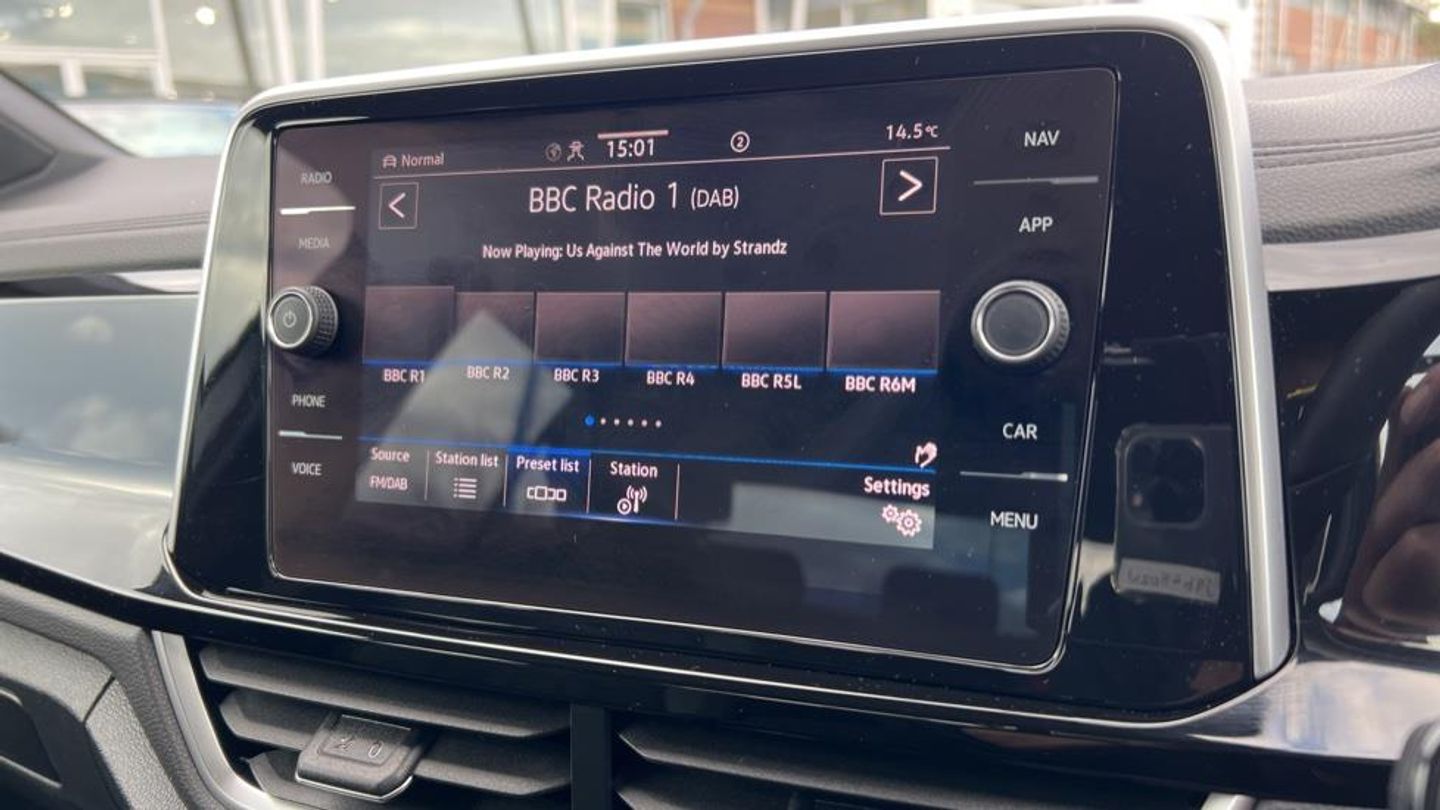 RADIO
MEDIA
PHONE
VOICE
Normal
15:01
2
14.5°C
BBC Radio 1 (DAB)
Now Playing: Us Against The World by Strandz
BBC R1 BBC R2 BBC R3 BBC R4 BBC R5L BBC R6M
Source Station list Preset list Station Settings
FM/DAB
NAV
APP
CAR
MENU
0